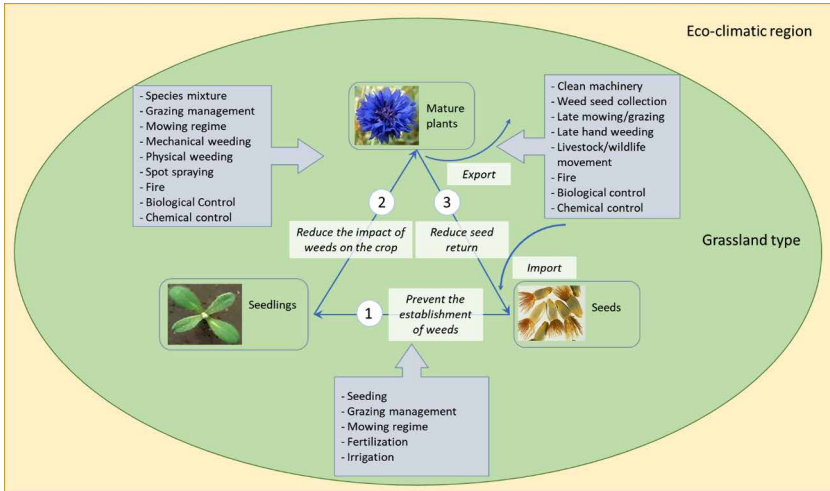 Eco-climatic region
- Species mixture
- Grazing management
- Mowing regime
- Mechanical weeding
- Physical weeding
- Spot spraying
- Fire
- Biological Control
- Chemical control
Mature
plants
- Clean machinery
- Weed seed collection
- Late mowing/grazing
- Late hand weeding
- Livestock/wildlife
movement
- Fire
- Biological control
- Chemical control
Export
2
3
Reduce the impact of
weeds on the crop
Reduce seed
return
Grassland type
Import
Seedlings
1
Prevent the
establishment
of weeds
Seeds
- Seeding
- Grazing management
- Mowing regime
- Fertilization
- Irrigation